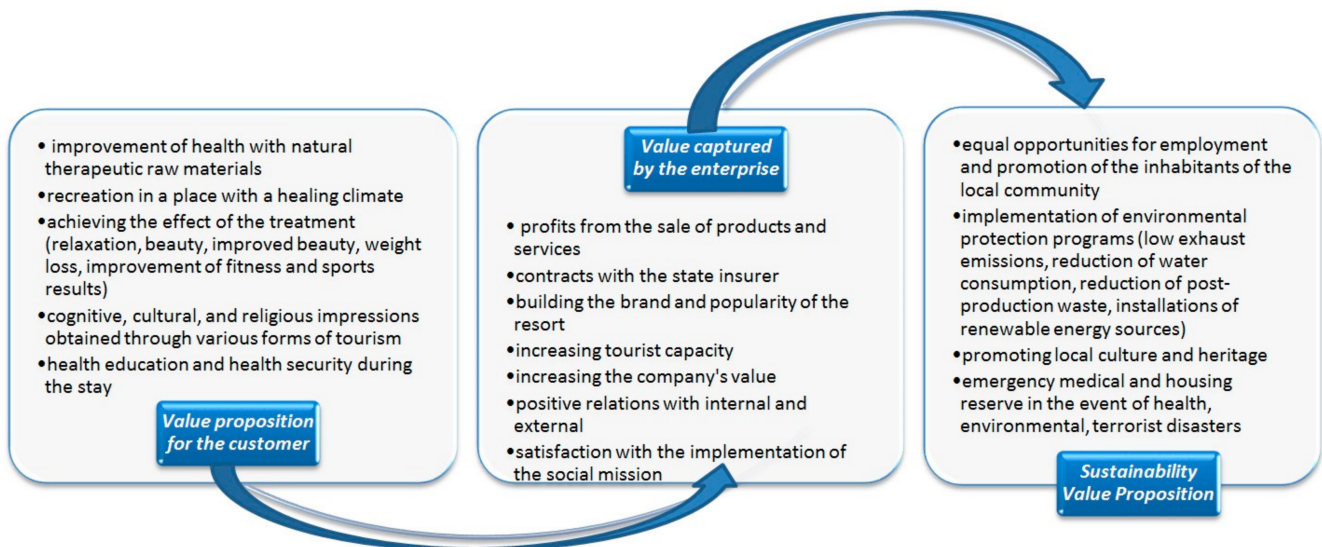 • improvement of health with natural
therapeutic raw materials
•recreation in a place with a healing climate
•achieving the effect of the treatment
(relaxation, beauty, improved beauty, weight
loss, improvement of fitness and sports
results)
•cognitive, cultural, and religious impressions
obtained through various forms of tourism
•health education and health security during
the stay
Value proposition
for the customer
Value captured
by the enterprise
• profits from the sale of products and
services
•contracts with the state insurer
•building the brand and popularity of the
resort
•increasing tourist capacity
•increasing the company's value
•positive relations with internal and
external
•satisfaction with the implementation of
the social mission
•equal opportunities for employment
and promotion of the inhabitants of the
local community
•implementation of environmental
protection programs (low exhaust
emissions, reduction of water
consumption, reduction of post-
production waste, installations of
renewable energy sources)
•promoting local culture and heritage
•emergency medical and housing
reserve in the event of health,
environmental, terrorist disasters
Sustainability
Value Proposition